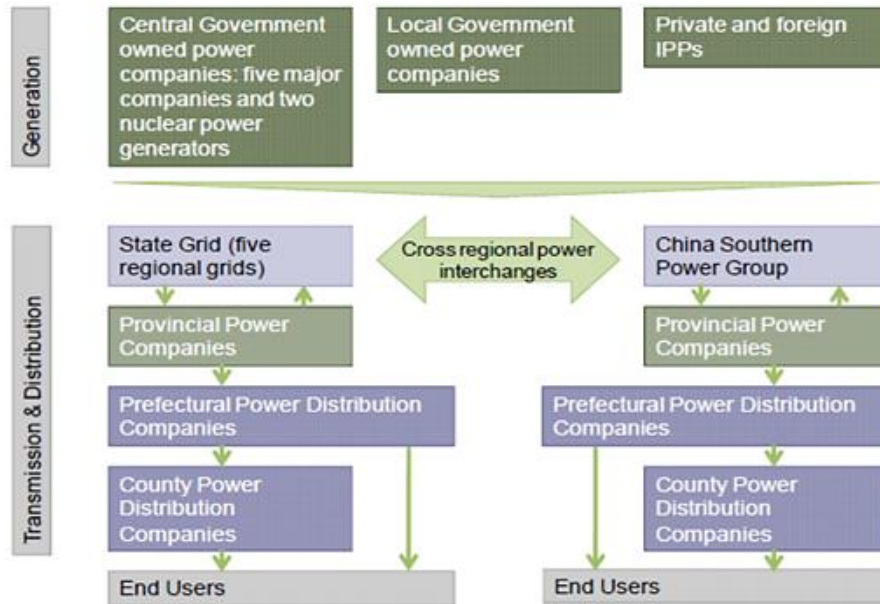 Generation
Central Government
owned power
companies: five major
companies and two
nuclear power
generators
Local Government
owned power
companies
Private and foreign
IPPs
Transmission & Distribution
State Grid (five
regional grids)
Cross regional power
interchanges
China Southern
Power Group
Provincial Power
Companies
Provincial Power
Companies
Prefectural Power Distribution
Companies
Prefectural Power Distribution
Companies
County Power
Distribution
Companies
County Power
Distribution
Companies
End Users
End Users